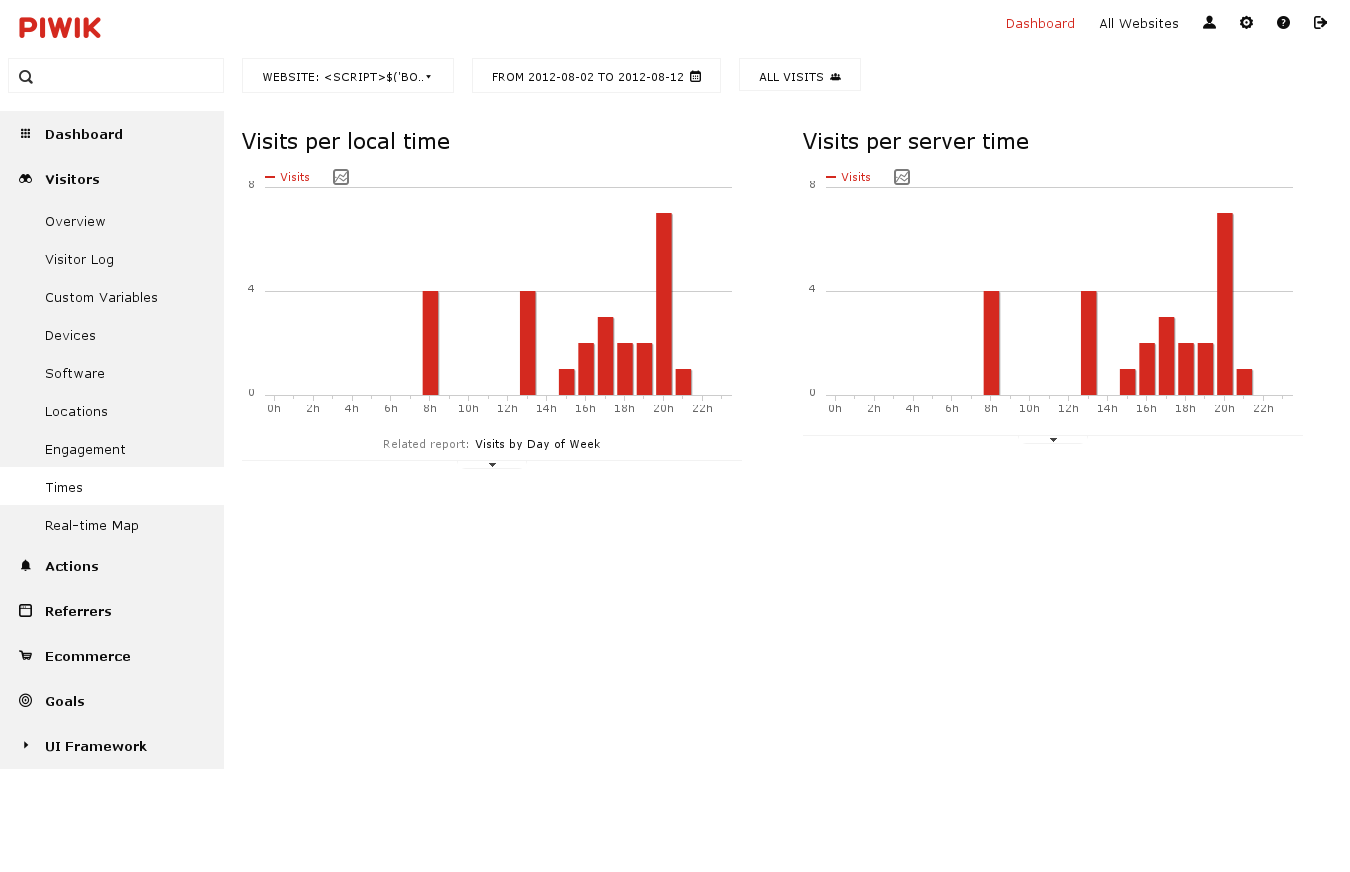 PIWIK
Dashboard All Websites
WEBSITE: <SCRIPT>$('BO..
FROM 2012-08-02 TO 2012-08-12
ALL VISITS
Dashboard
Visitors
Overview
Visitor Log
Custom Variables
Devices
Software
Locations
Engagement
Times
Real-time Map
Actions
Referrers
Ecommerce
Goals
UI Framework
Visits per local time
Visits
8
4
0
0h 2h 4h 6h 8h 10h 12h 14h 16h 18h 20h 22h
Related report: Visits by Day of Week
Visits per server time
Visits
8
4
0
0h 2h 4h 6h 8h 10h 12h 14h 16h 18h 20h 22h